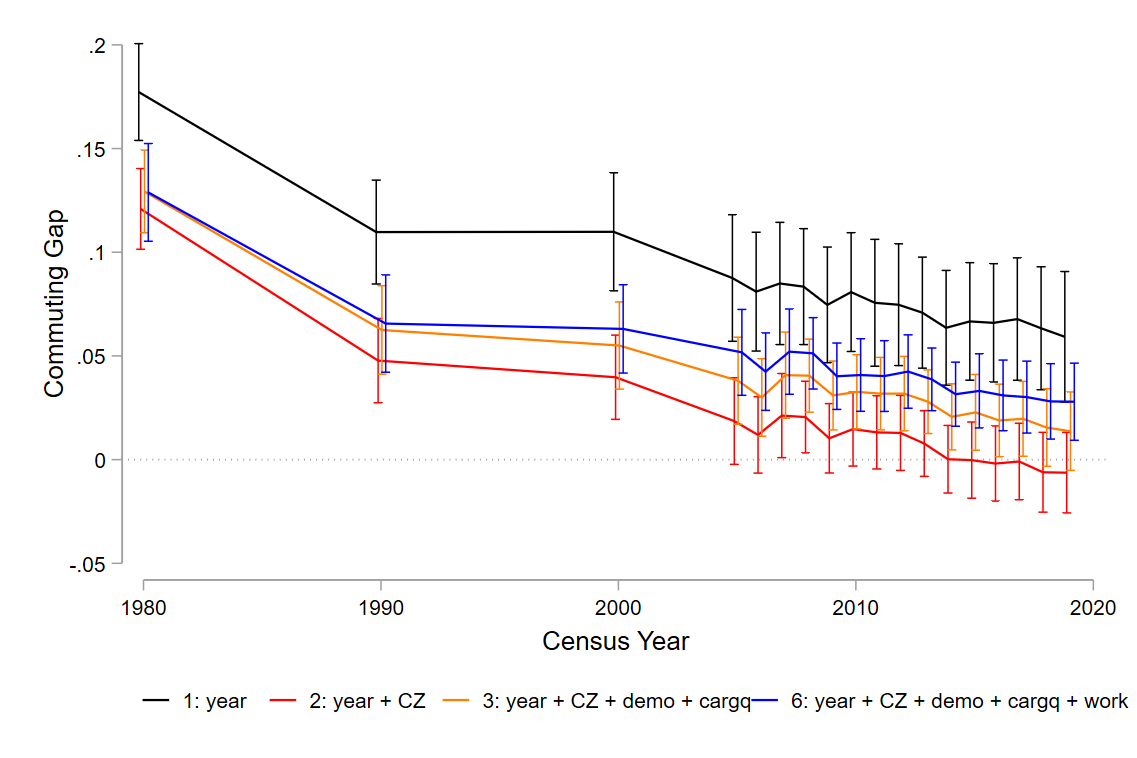 .2
.15
.1
.05
0
-.05
Commuting Gap
1980 1990 2000 2010 2020
Census Year
1: year 2: year + CZ 3: year + CZ + demo + cargq 6: year + CZ + demo + cargq + work